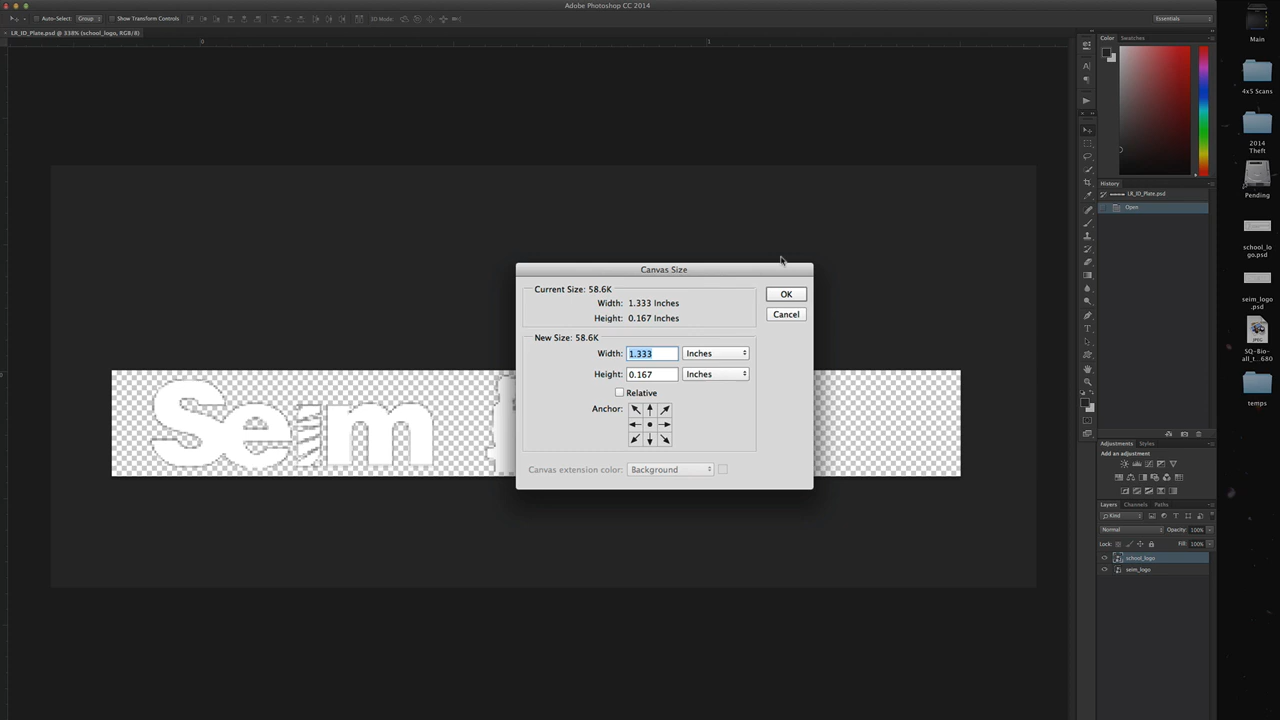 Adobe Photoshop CC 2014
Auto-Select:
Group
Show Transform Controls
3D Mode:
Essentials
× LR_ID_Plate.psd @ 338% (school_logo, RGB/8)
0
1
Color
Swatches
History
LR_ID_Plate.psd
Open
Main
4x5 Scans
2014
Theft
Pending
school_lo
go.psd
seim_logo
.psd
JPEG
SQ-Bio-
all_t...680
temps
Canvas Size
Current Size: 58.6K
Width: 1.333 Inches
Height: 0.167 Inches
OK
Cancel
New Size: 58.6K
Width: 1.333 Inches
Height: 0.167 Inches
Relative
Anchor:
Canvas extension color: Background
Seim
Adjustments
Styles
Add an adjustment
Layers
Channels
Paths
Kind
Normal
Opacity: 100%
Lock:
Fill: 100%
school_logo
seim_logo